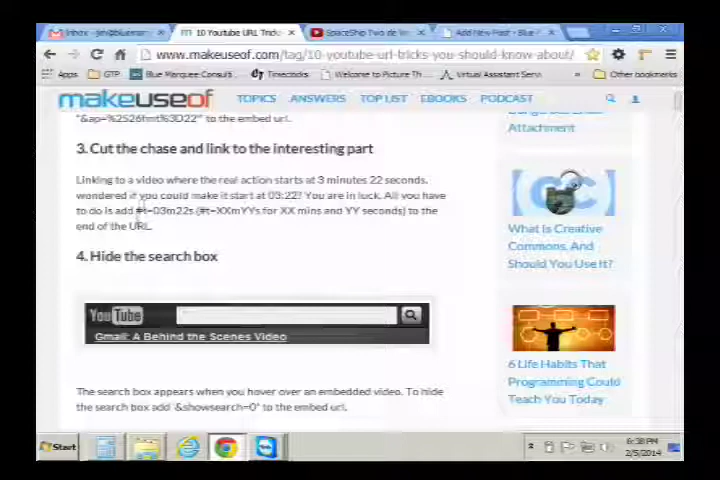 10 Youtube URL Trick
SpaceShip Two de Vi
Add New Post ‹ Blue
www.makeuseof.com/tag/10-youtube-url-tricks-you-should-know-about/
Apps
GTP
Blue Marquee Consulti
Timeclocks
Welcome to Picture Th
Virtual Assistant Serv
»
Other bookmarks
makeuseof
TOPICS
ANSWERS
TOP LIST
EBOOKS
PODCAST
"&ap=%2526fmt%3D22" to the embed url.
3. Cut the chase and link to the interesting part
Linking to a video where the real action starts at 3 minutes 22 seconds,
wondered if you could make it start at 03:22? You are in luck. All you have
to do is add #t=03m22s (#t=XXmYYs for XX mins and YY seconds) to the
end of the URL.
4. Hide the search box
YouTube
Gmail: A Behind the Scenes Video
The search box appears when you hover over an embedded video. To hide
the search box add '&showsearch=0" to the embed url.
Attachment
What Is Creative
Commons, And
Should You Use It?
6 Life Habits That
Programming Could
Teach You Today
Start
6:38 PM
2/5/2014